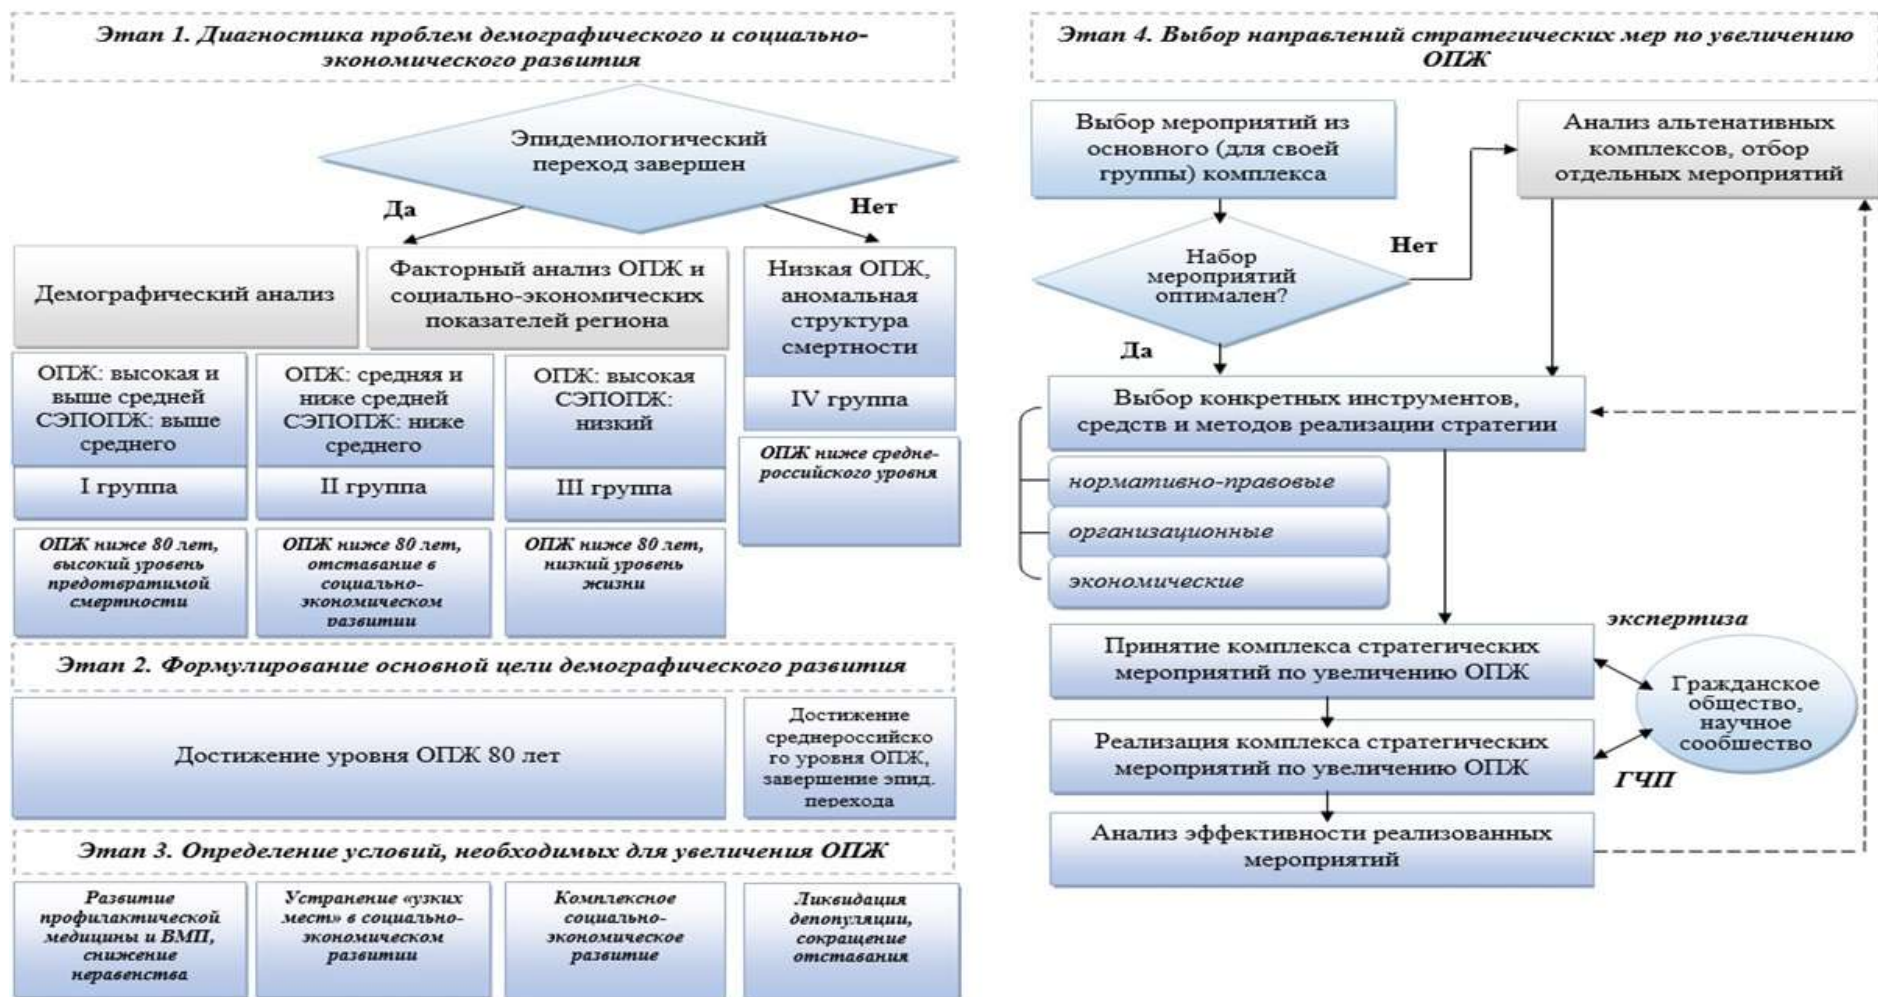 Этап 1. Диагностика проблем демографического и социально-
экономического развития
Эпидемиологический
переход завершен
Да
Нет
Демографический анализ
Факторный анализ ОПЖ и
социально-экономических
показателей региона
Низкая ОПЖ,
аномальная
структура
смертности
IV группа
ОПЖ ниже средне-
российского уровня
ОПЖ: высокая и
выше средней
СЭПОПЖ: выше
среднего
I группа
ОПЖ ниже 80 лет,
высокий уровень
предотвратимой
смертности
ОПЖ: средняя и
ниже средней
СЭПОПЖ: ниже
среднего
II группа
ОПЖ ниже 80 лет,
отставание в
социально-
экономическом
развитии
ОПЖ: высокая
СЭПОПЖ:
низкий
III группа
ОПЖ ниже 80 лет,
низкий уровень
жизни
Этап 2. Формулирование основной цели демографического развития
Достижение уровня ОПЖ 80 лет
Достижение
среднероссийско
го уровня ОПЖ,
завершение эпид.
перехода
Этап 3. Определение условий, необходимых для увеличения ОПЖ
Развитие
профилактической
медицины и ВМП,
снижение
неравенства
Устранение «узких
мест» в социально-
экономическом
развитии
Комплексное
социально-
экономическое
развитие
Ликвидация
депопуляции,
сокращение
отставания
Этап 4. Выбор направлений стратегических мер по увеличению
ОПЖ
Выбор мероприятий из
основного (для своей
группы) комплекса
Анализ альтенативных
комплексов, отбор
отдельных мероприятий
Набор
мероприятий
оптимален?
Нет
Да
Выбор конкретных инструментов,
средств и методов реализации стратегии
нормативно-правовые
организационные
экономические
Принятие комплекса стратегических
мероприятий по увеличению ОПЖ
экспертиза
Гражданское
общество,
научное
сообшество
Реализация комплекса стратегических
мероприятий по увеличению ОПЖ
ГЧП
Анализ эффективности реализованных
мероприятий